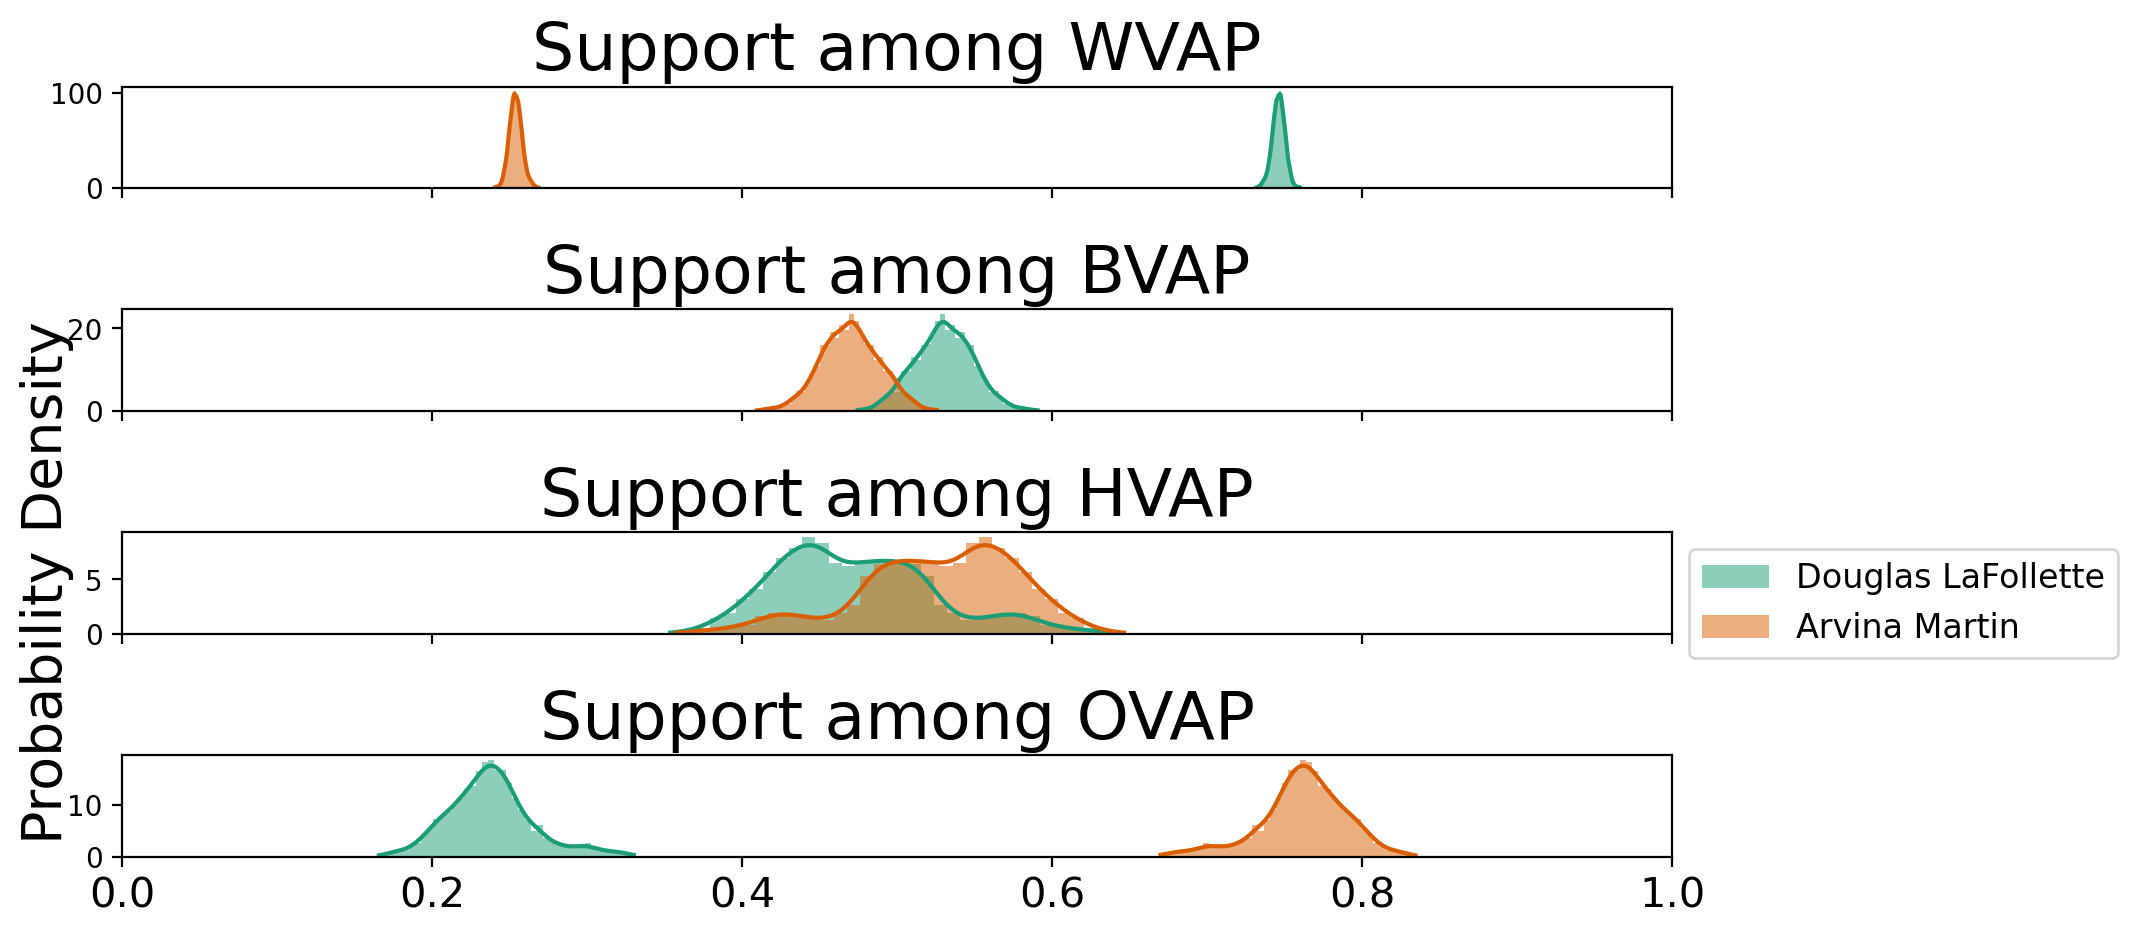 Support among WVAP
100
0
Support among BVAP
20
0
Support among HVAP
5
0
Support among OVAP
10
0
0.0 0.2 0.4 0.6 0.8 1.0
Probability Density
Douglas LaFollette
Arvina Martin